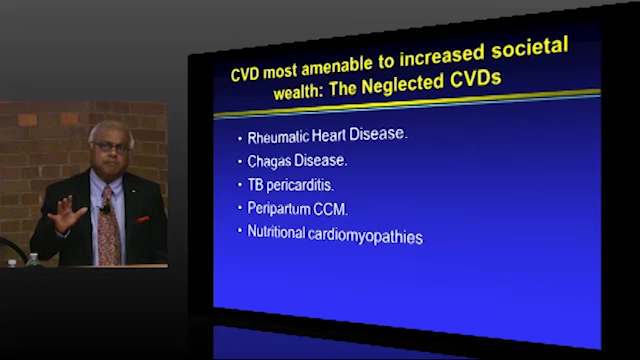 CVD most amenable to increased societal
wealth: The Neglected CVDs
• Rheumatic Heart Disease.
• Chagas Disease.
• TB pericarditis.
• Peripartum CCM.
• Nutritional cardiomyopathies